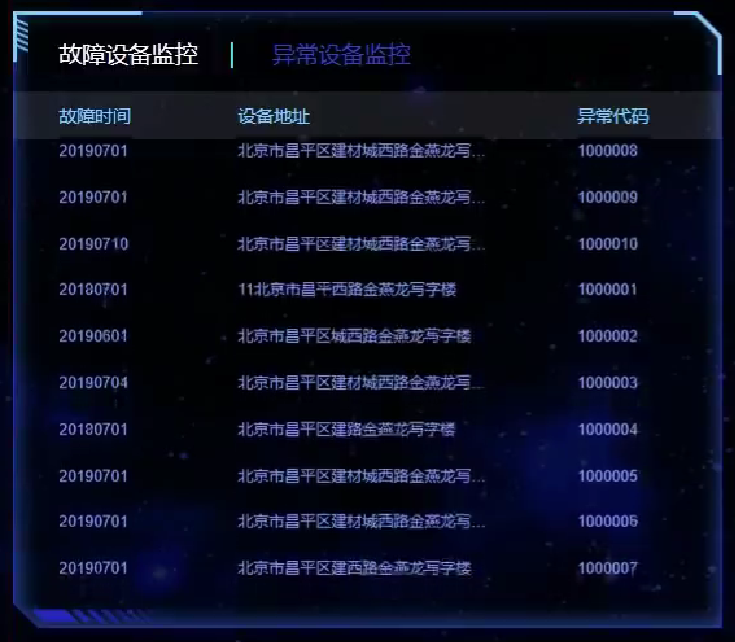 故障设备监控 | 异常设备监控
故障时间 设备地址 异常代码
20190701 北京市昌平区建材城西路金燕龙写... 1000008
20190701 北京市昌平区建材城西路金燕龙写... 1000009
20190710 北京市昌平区建材城西路金燕龙写... 1000010
20180701 11北京市昌平西路金燕龙写字楼 1000001
20190601 北京市昌平区城西路金燕龙写字楼 1000002
20190704 北京市昌平区建材城西路金燕龙写... 1000003
20180701 北京市昌平区建路金燕龙写字楼 1000004
20190701 北京市昌平区建材城西路金燕龙写... 1000005
20190701 北京市昌平区建材城西路金燕龙写... 1000006
20190701 北京市昌平区建西路金燕龙写字楼 1000007